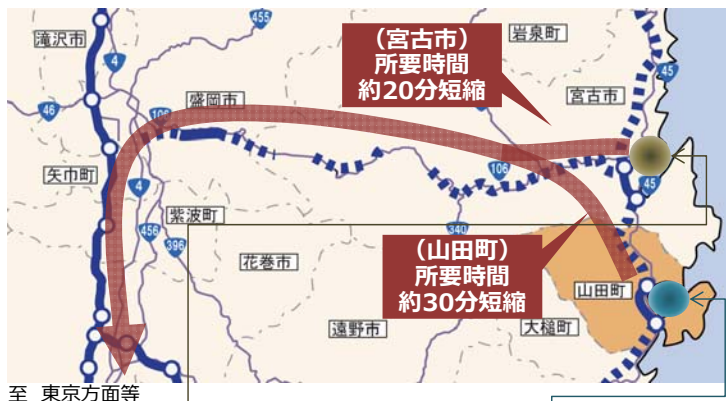 455
滝沢市
岩泉町
4
(宮古市)
所要時間
約20分短縮
45
宮古市
46
106
盛岡市
矢巿町
106
4
45
紫波町
456
396
340
(山田町)
所要時間
約30分短縮
花巻市
山田町
遠野市
大槌町
至 東京方面等